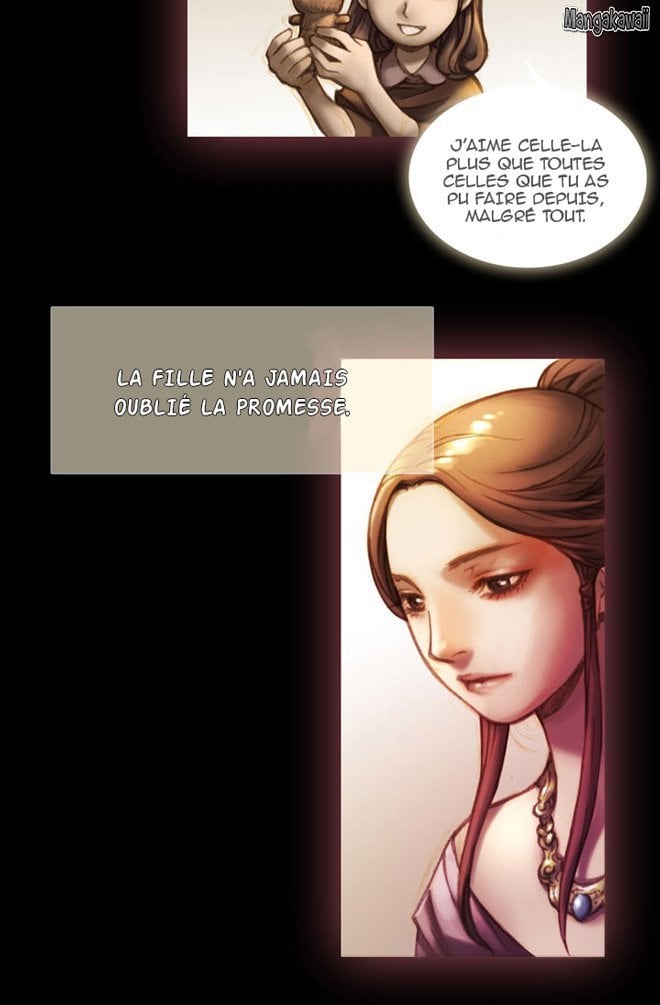 Mangakawaii
J'AIME CELLE-LA
PLUS QUE TOUTES
CELLES QUE TU AS
PU FAIRE DEPUIS,
MALGRÉ TOUT.
LA FILLE N'A JAMAIS
OUBLIÉ LA PROMESSE.